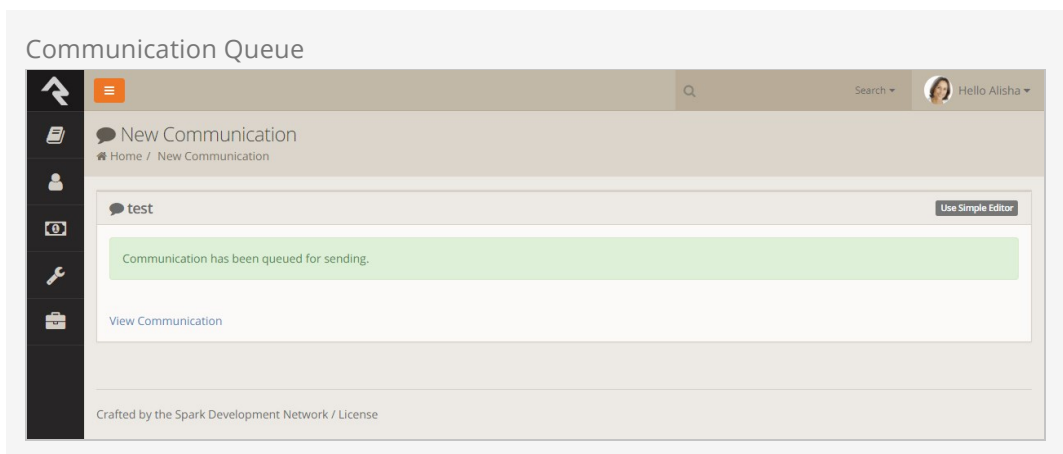 Communication Queue
Search
Hello Alisha
New Communication
Home / New Communication
test
Use Simple Editor
Communication has been queued for sending.
View Communication
Crafted by the Spark Development Network / License